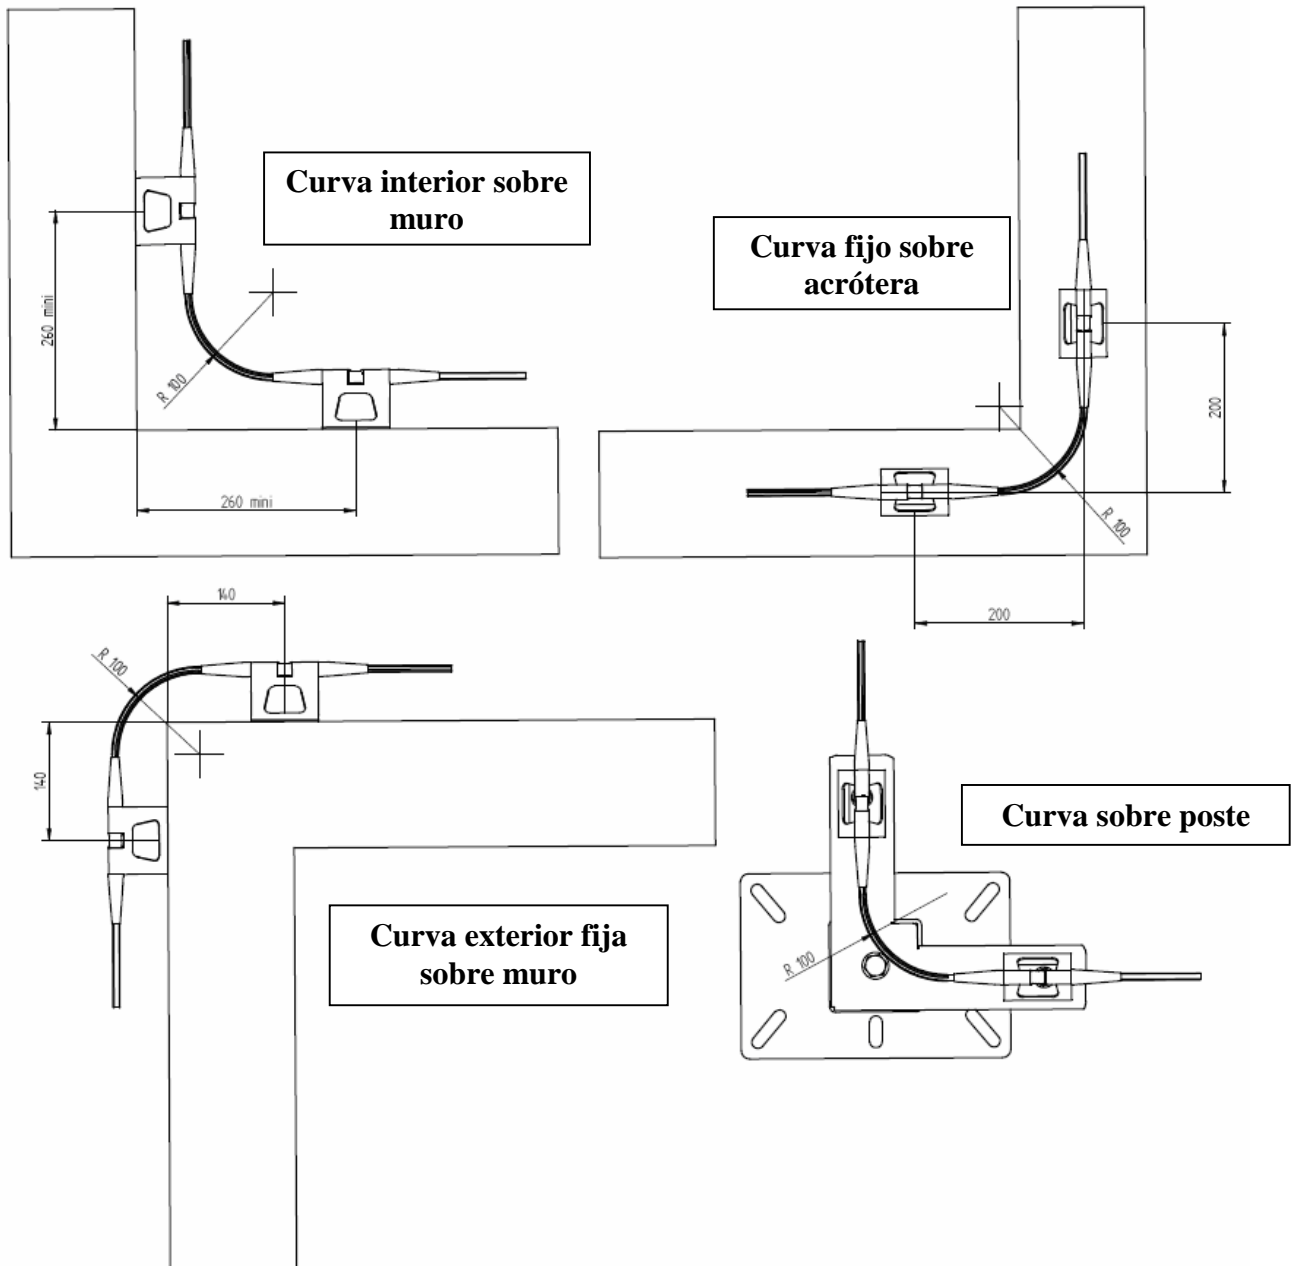 Curva interior sobre
muro
260 mini
R 100
260 mini
Curva fijo sobre
acrótera
200
R 100
200
140
R 100
140
Curva exterior fija
sobre muro
Curva sobre poste
R 100